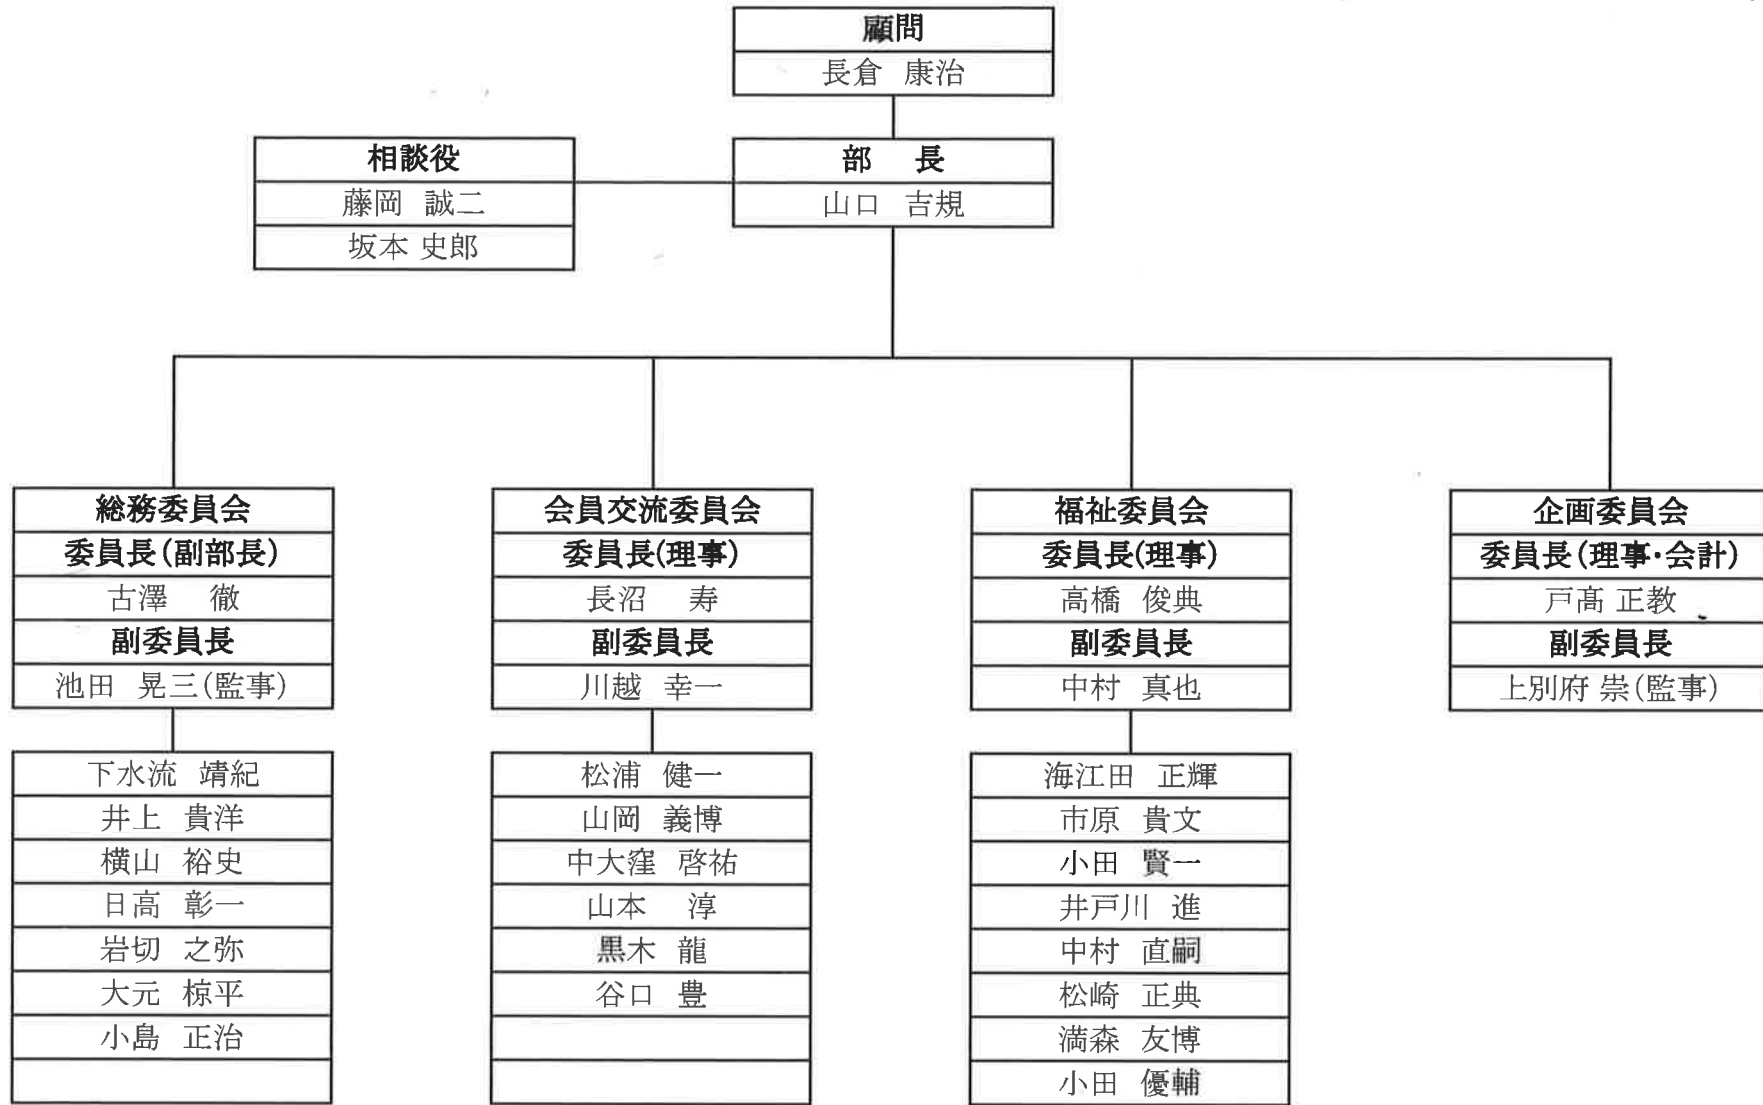 顧問
長倉 康治
相談役
藤岡 誠二
坂本 史郎
部 長
山口 吉規
総務委員会
委員長(副部長)
古澤 徹
副委員長
池田 晃三(監事)
下水流 靖紀
井上 貴洋
横山 裕史
日高 彰一
岩切 之弥
大元 椋平
小島 正治
会員交流委員会
委員長(理事)
長沼 寿
副委員長
川越 幸一
松浦 健一
山岡 義博
中大窪 啓祐
山本 淳
黒木 龍
谷口 豊
福祉委員会
委員長(理事)
高橋 俊典
副委員長
中村 真也
海江田 正輝
市原 貴文
小田 賢一
井戸川 進
中村 直嗣
松崎 正典
満森 友博
小田 優輔
企画委員会
委員長(理事・会計)
戸髙 正教
副委員長
上別府 崇(監事)